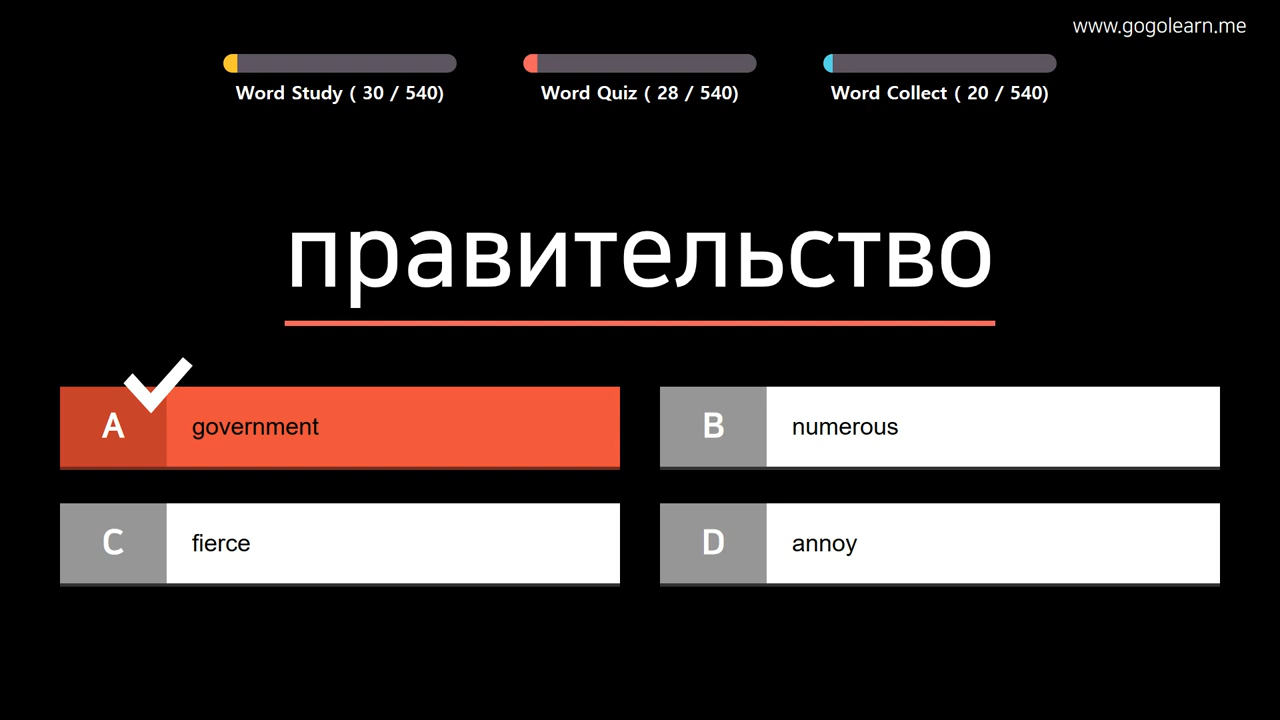 www.gogolearn.me
Word Study ( 30 / 540)
Word Quiz ( 28 / 540)
Word Collect ( 20 / 540)
правительство
A government
B numerous
C fierce
D annoy